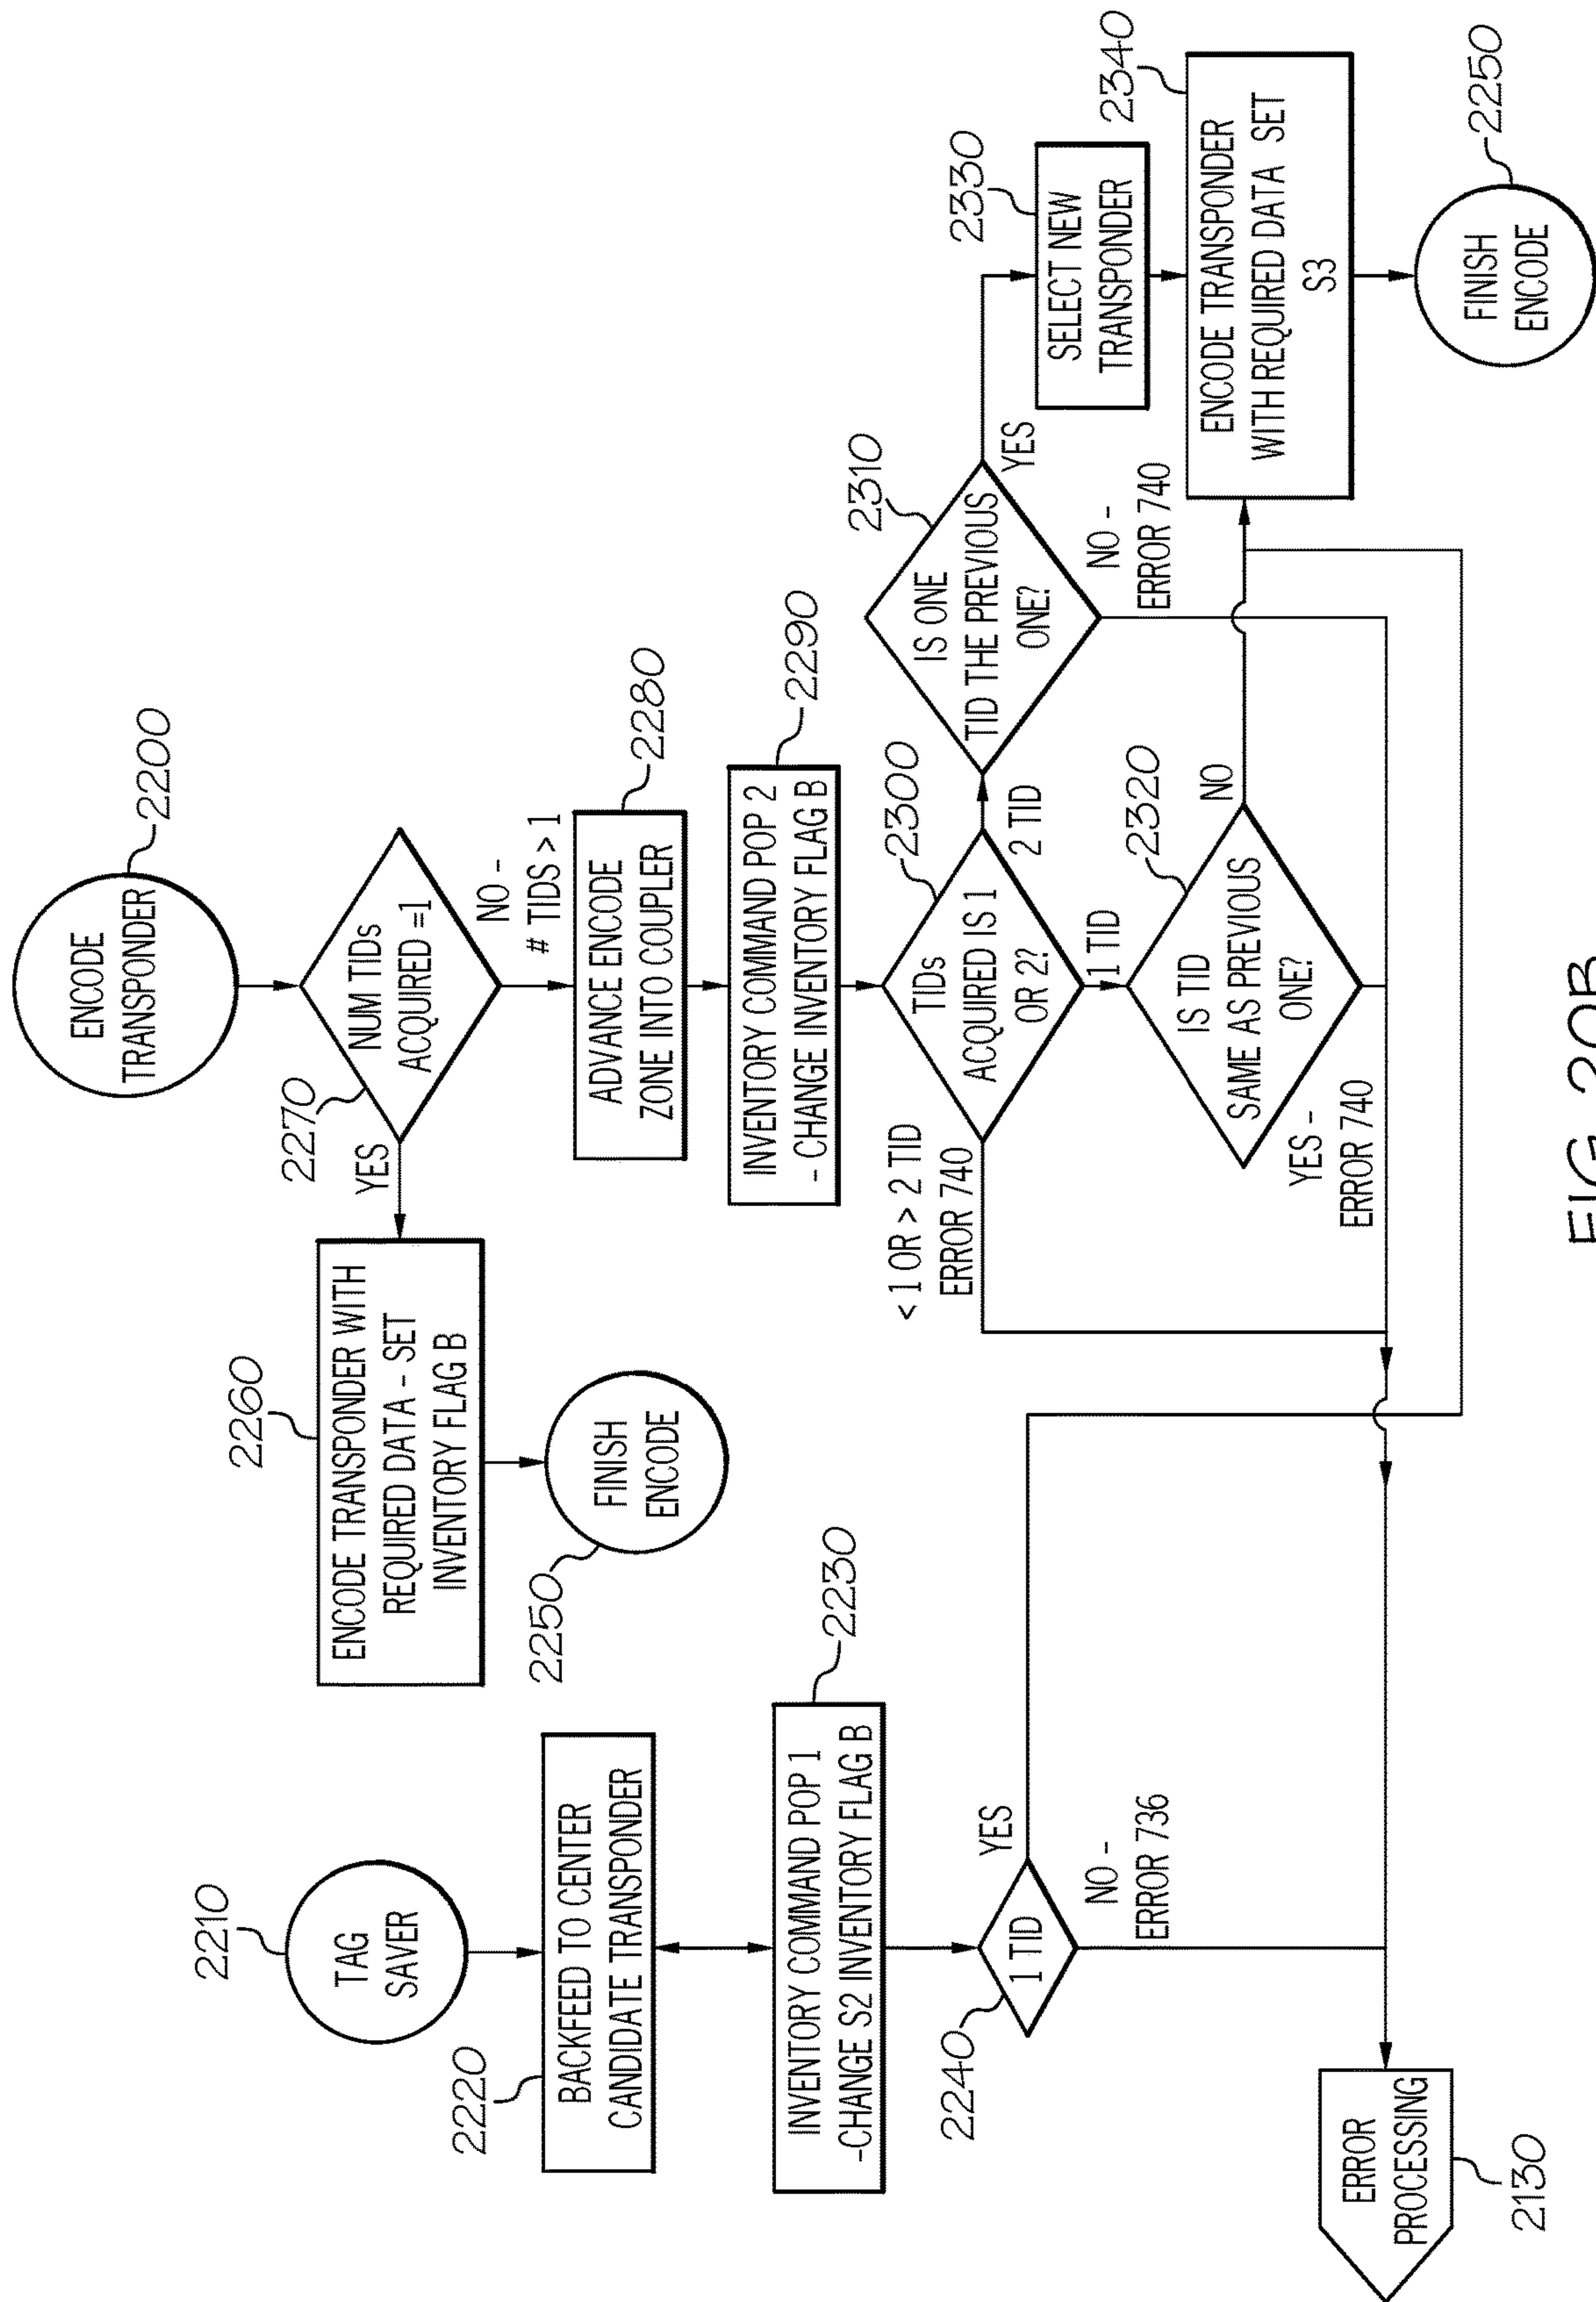 ENCODE
TRANSPONDER
2200
2270
NUM TIDs
ACQUIRED =1
YES
NO -
# TIDS > 1
2260
ENCODE TRANSPONDER WITH
REQUIRED DATA - SET
INVENTORY FLAG B
2250
FINISH
ENCODE
ADVANCE ENCODE
ZONE INTO COUPLER
2280
INVENTORY COMMAND POP 2
- CHANGE INVENTORY FLAG B
2290
2300
TIDs
ACQUIRED IS 1
OR 2?
< 1 OR > 2 TID
ERROR 740
2 TID
1 TID
2310
IS ONE
TID THE PREVIOUS
ONE?
YES
NO -
ERROR 740
2320
IS TID
SAME AS PREVIOUS
ONE?
NO
YES -
ERROR 740
2330
SELECT NEW
TRANSPONDER
2340
ENCODE TRANSPONDER
WITH REQUIRED DATA SET
S3
FINISH
ENCODE
2250
2210
TAG
SAVER
2220
BACKFEED TO CENTER
CANDIDATE TRANSPONDER
INVENTORY COMMAND POP 1
-CHANGE S2 INVENTORY FLAG B
2230
2240
1 TID
YES
NO -
ERROR 736
ERROR
PROCESSING
2130
FIG. 20B